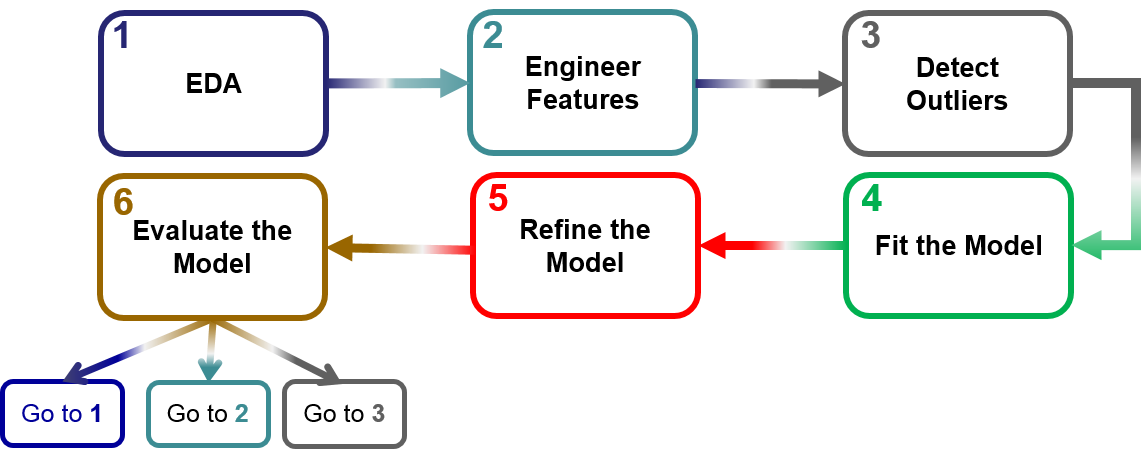 1
EDA
2
Engineer
Features
3
Detect
Outliers
6
Evaluate the
Model
5
Refine the
Model
4
Fit the Model
Go to 1
Go to 2
Go to 3